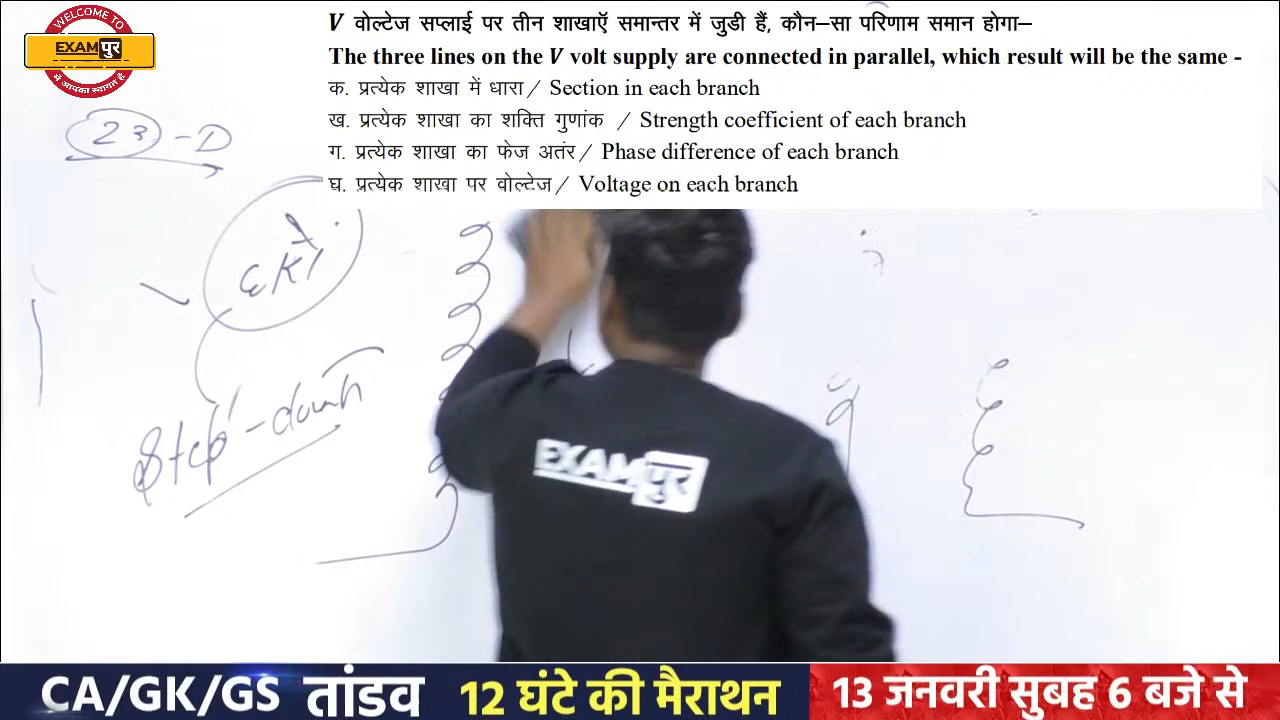 WELCOME TO
EXAMपुर
में आपका स्वागत है
V वोल्टेज सप्लाई पर तीन शाखाऍ समान्तर में जुडी हैं, कौन–सा परिणाम समान होगा–
The three lines on the V volt supply are connected in parallel, which result will be the same -
क. प्रत्येक शाखा में धारा/ Section in each branch
ख. प्रत्येक शाखा का शक्ति गुणांक / Strength coefficient of each branch
ग. प्रत्येक शाखा का फेज अतंर/ Phase difference of each branch
घ. प्रत्येक शाखा पर वोल्टेज/ Voltage on each branch
23 - D
Step-down
EXAMपुर
CA/GK/GS तांडव 12 घंटे की मैराथन 13 जनवरी सुबह 6 बजे से